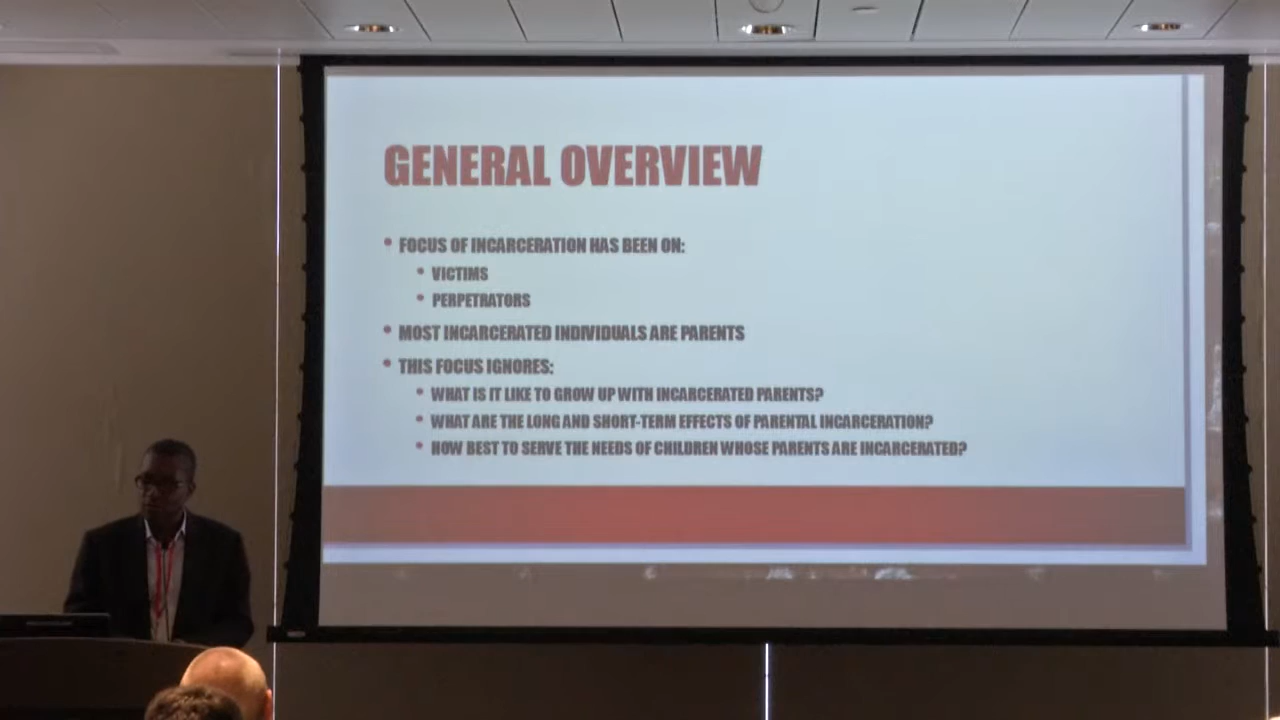 GENERAL OVERVIEW
• FOCUS OF INCARCERATION HAS BEEN ON:
• VICTIMS
• PERPETRATORS
• MOST INCARCERATED INDIVIDUALS ARE PARENTS
• THIS FOCUS IGNORES:
• WHAT IS IT LIKE TO GROW UP WITH INCARCERATED PARENTS?
• WHAT ARE THE LONG AND SHORT-TERM EFFECTS OF PARENTAL INCARCERATION?
• HOW BEST TO SERVE THE NEEDS OF CHILDREN WHOSE PARENTS ARE INCARCERATED?